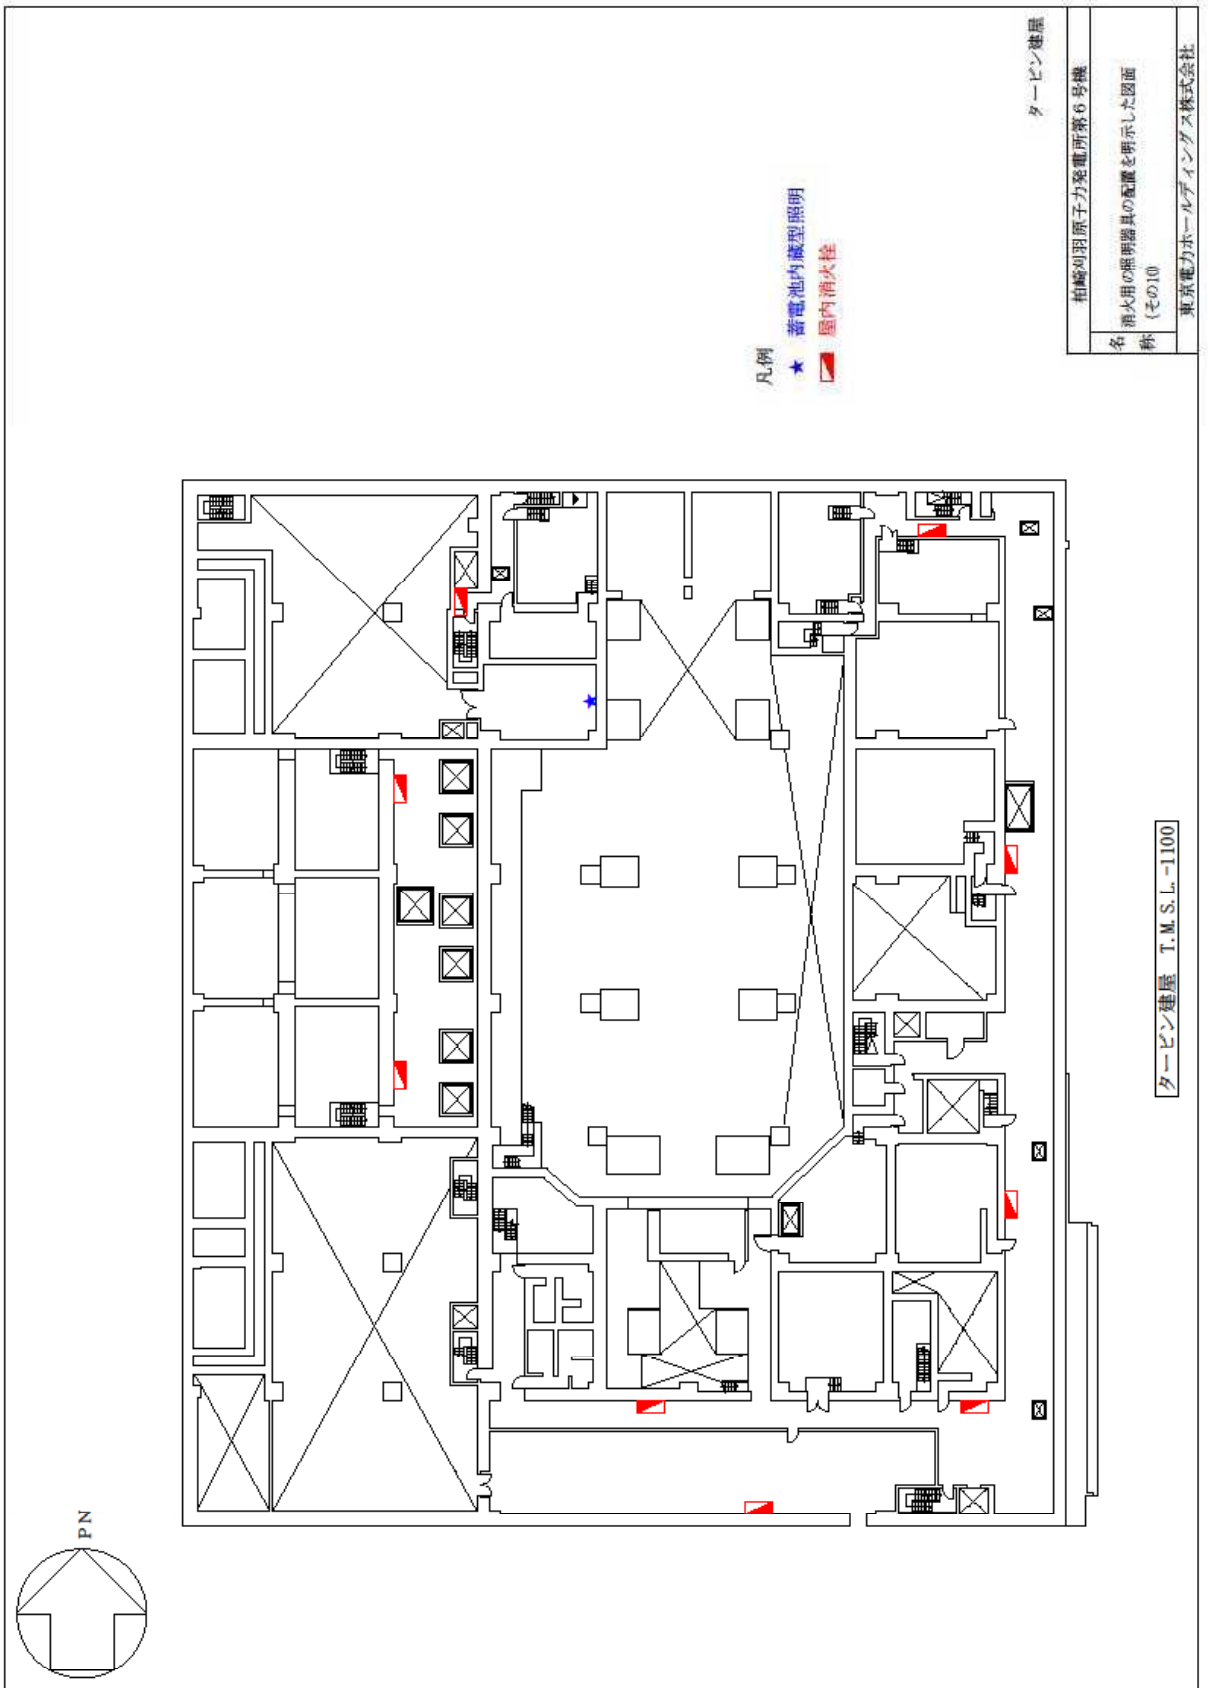 PN
タービン建屋 T.M.S.L.-1100
凡例
★ 蓄電池内蔵型照明
屋内消火栓
タービン建屋
柏崎刈羽原子力発電所第6号機
名称
消火用の照明器具の配置を明示した図面
(その10)
東京電力ホールディングス株式会社